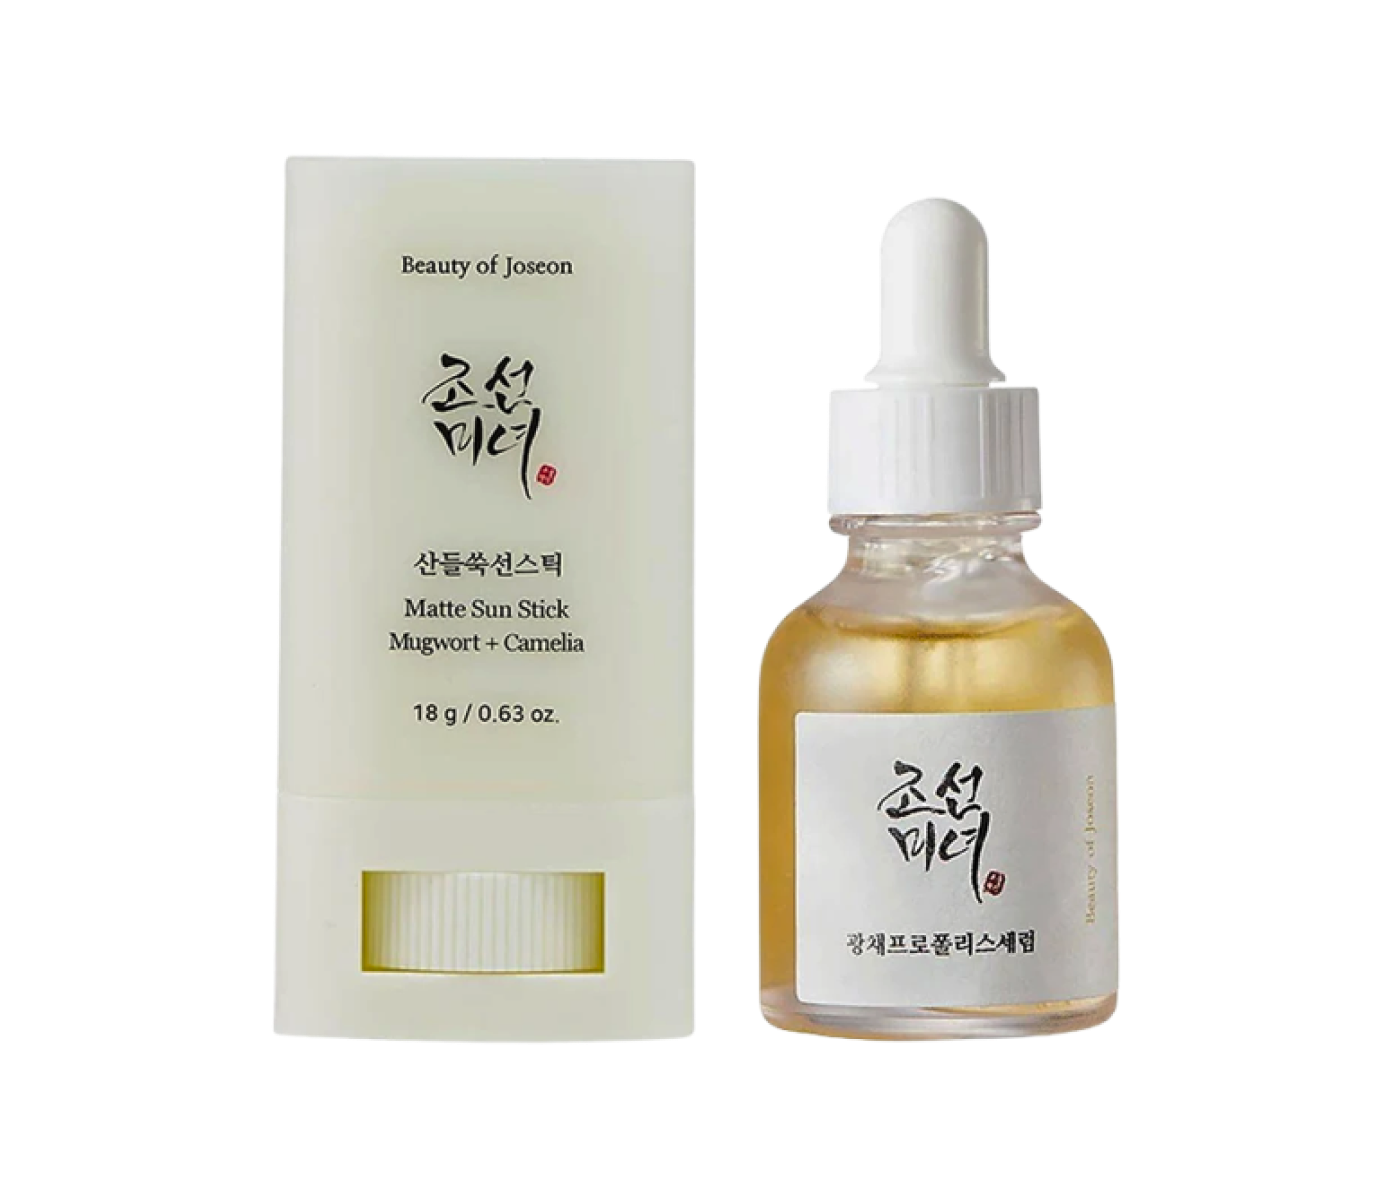 Beauty of Joseon
조선
미녀
산들쑥선스틱
Matte Sun Stick
Mugwort + Camelia
18 g / 0.63 oz.
조선
미녀
광채프로폴리스세럼
Beauty of Joseon